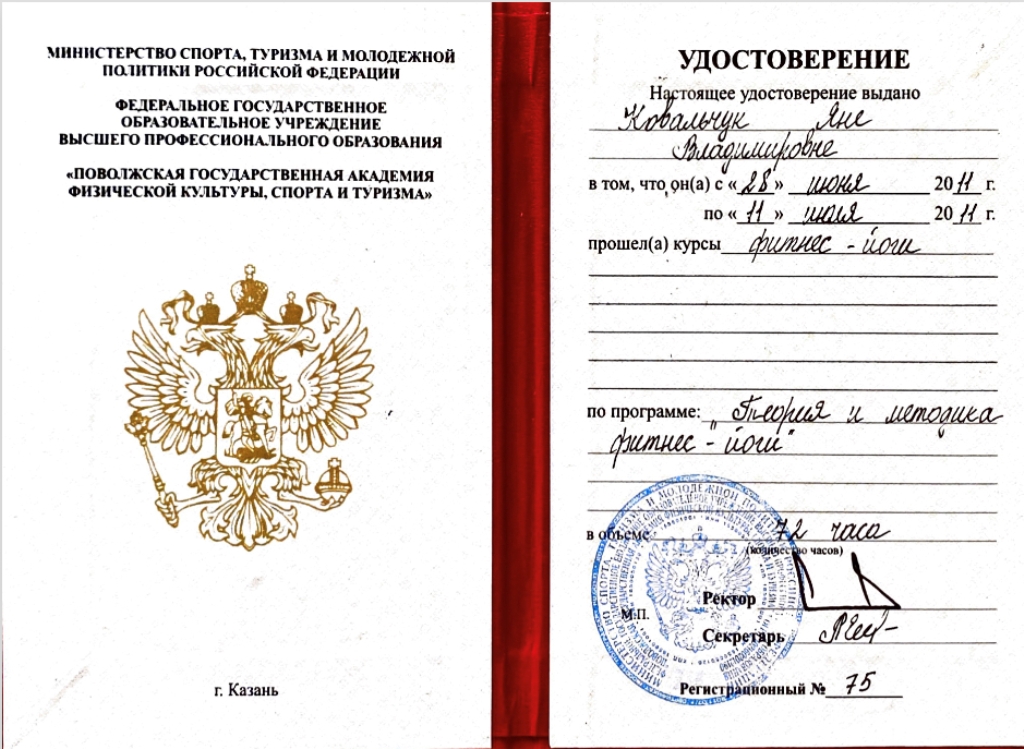 МИНИСТЕРСТВО СПОРТА, ТУРИЗМА И МОЛОДЕЖНОЙ
ПОЛИТИКИ РОССИЙСКОЙ ФЕДЕРАЦИИ
ФЕДЕРАЛЬНОЕ ГОСУДАРСТВЕННОЕ
ОБРАЗОВАТЕЛЬНОЕ УЧРЕЖДЕНИЕ
ВЫСШЕГО ПРОФЕССИОНАЛЬНОГО ОБРАЗОВАНИЯ
«ПОВОЛЖСКАЯ ГОСУДАРСТВЕННАЯ АКАДЕМИЯ
ФИЗИЧЕСКОЙ КУЛЬТУРЫ, СПОРТА И ТУРИЗМА»
г. Казань
УДОСТОВЕРЕНИЕ
Настоящее удостоверение выдано
Ковальчук Яне
Владимировне
в том, что он(а) с «28» июня 2011 г.
по «11» июля 2011 г.
прошел(а) курсы фитнес - йоги
по программе: „Теория и методика
фитнес - йоги"
в объеме: 72 часа
(количество часов)
Ректор
М.П.
Секретарь
Регистрационный № 75